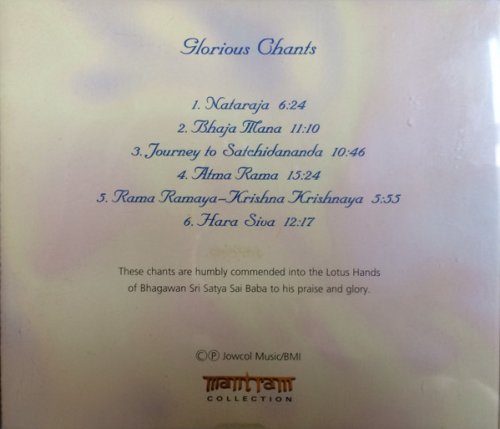 Glorious Chants
1. Nataraja 6:24
2. Bhaja Mana 11:10
3. Journey to Satchidananda 10:46
4. Atma Rama 15:24
5. Rama Ramaya–Krishna Krishnaya 5:55
6. Hara Siva 12:17
These chants are humbly commended into the Lotus Hands
of Bhagawan Sri Satya Sai Baba to his praise and glory.
©℗ Jowcol Music/BMI
mantram
COLLECTION